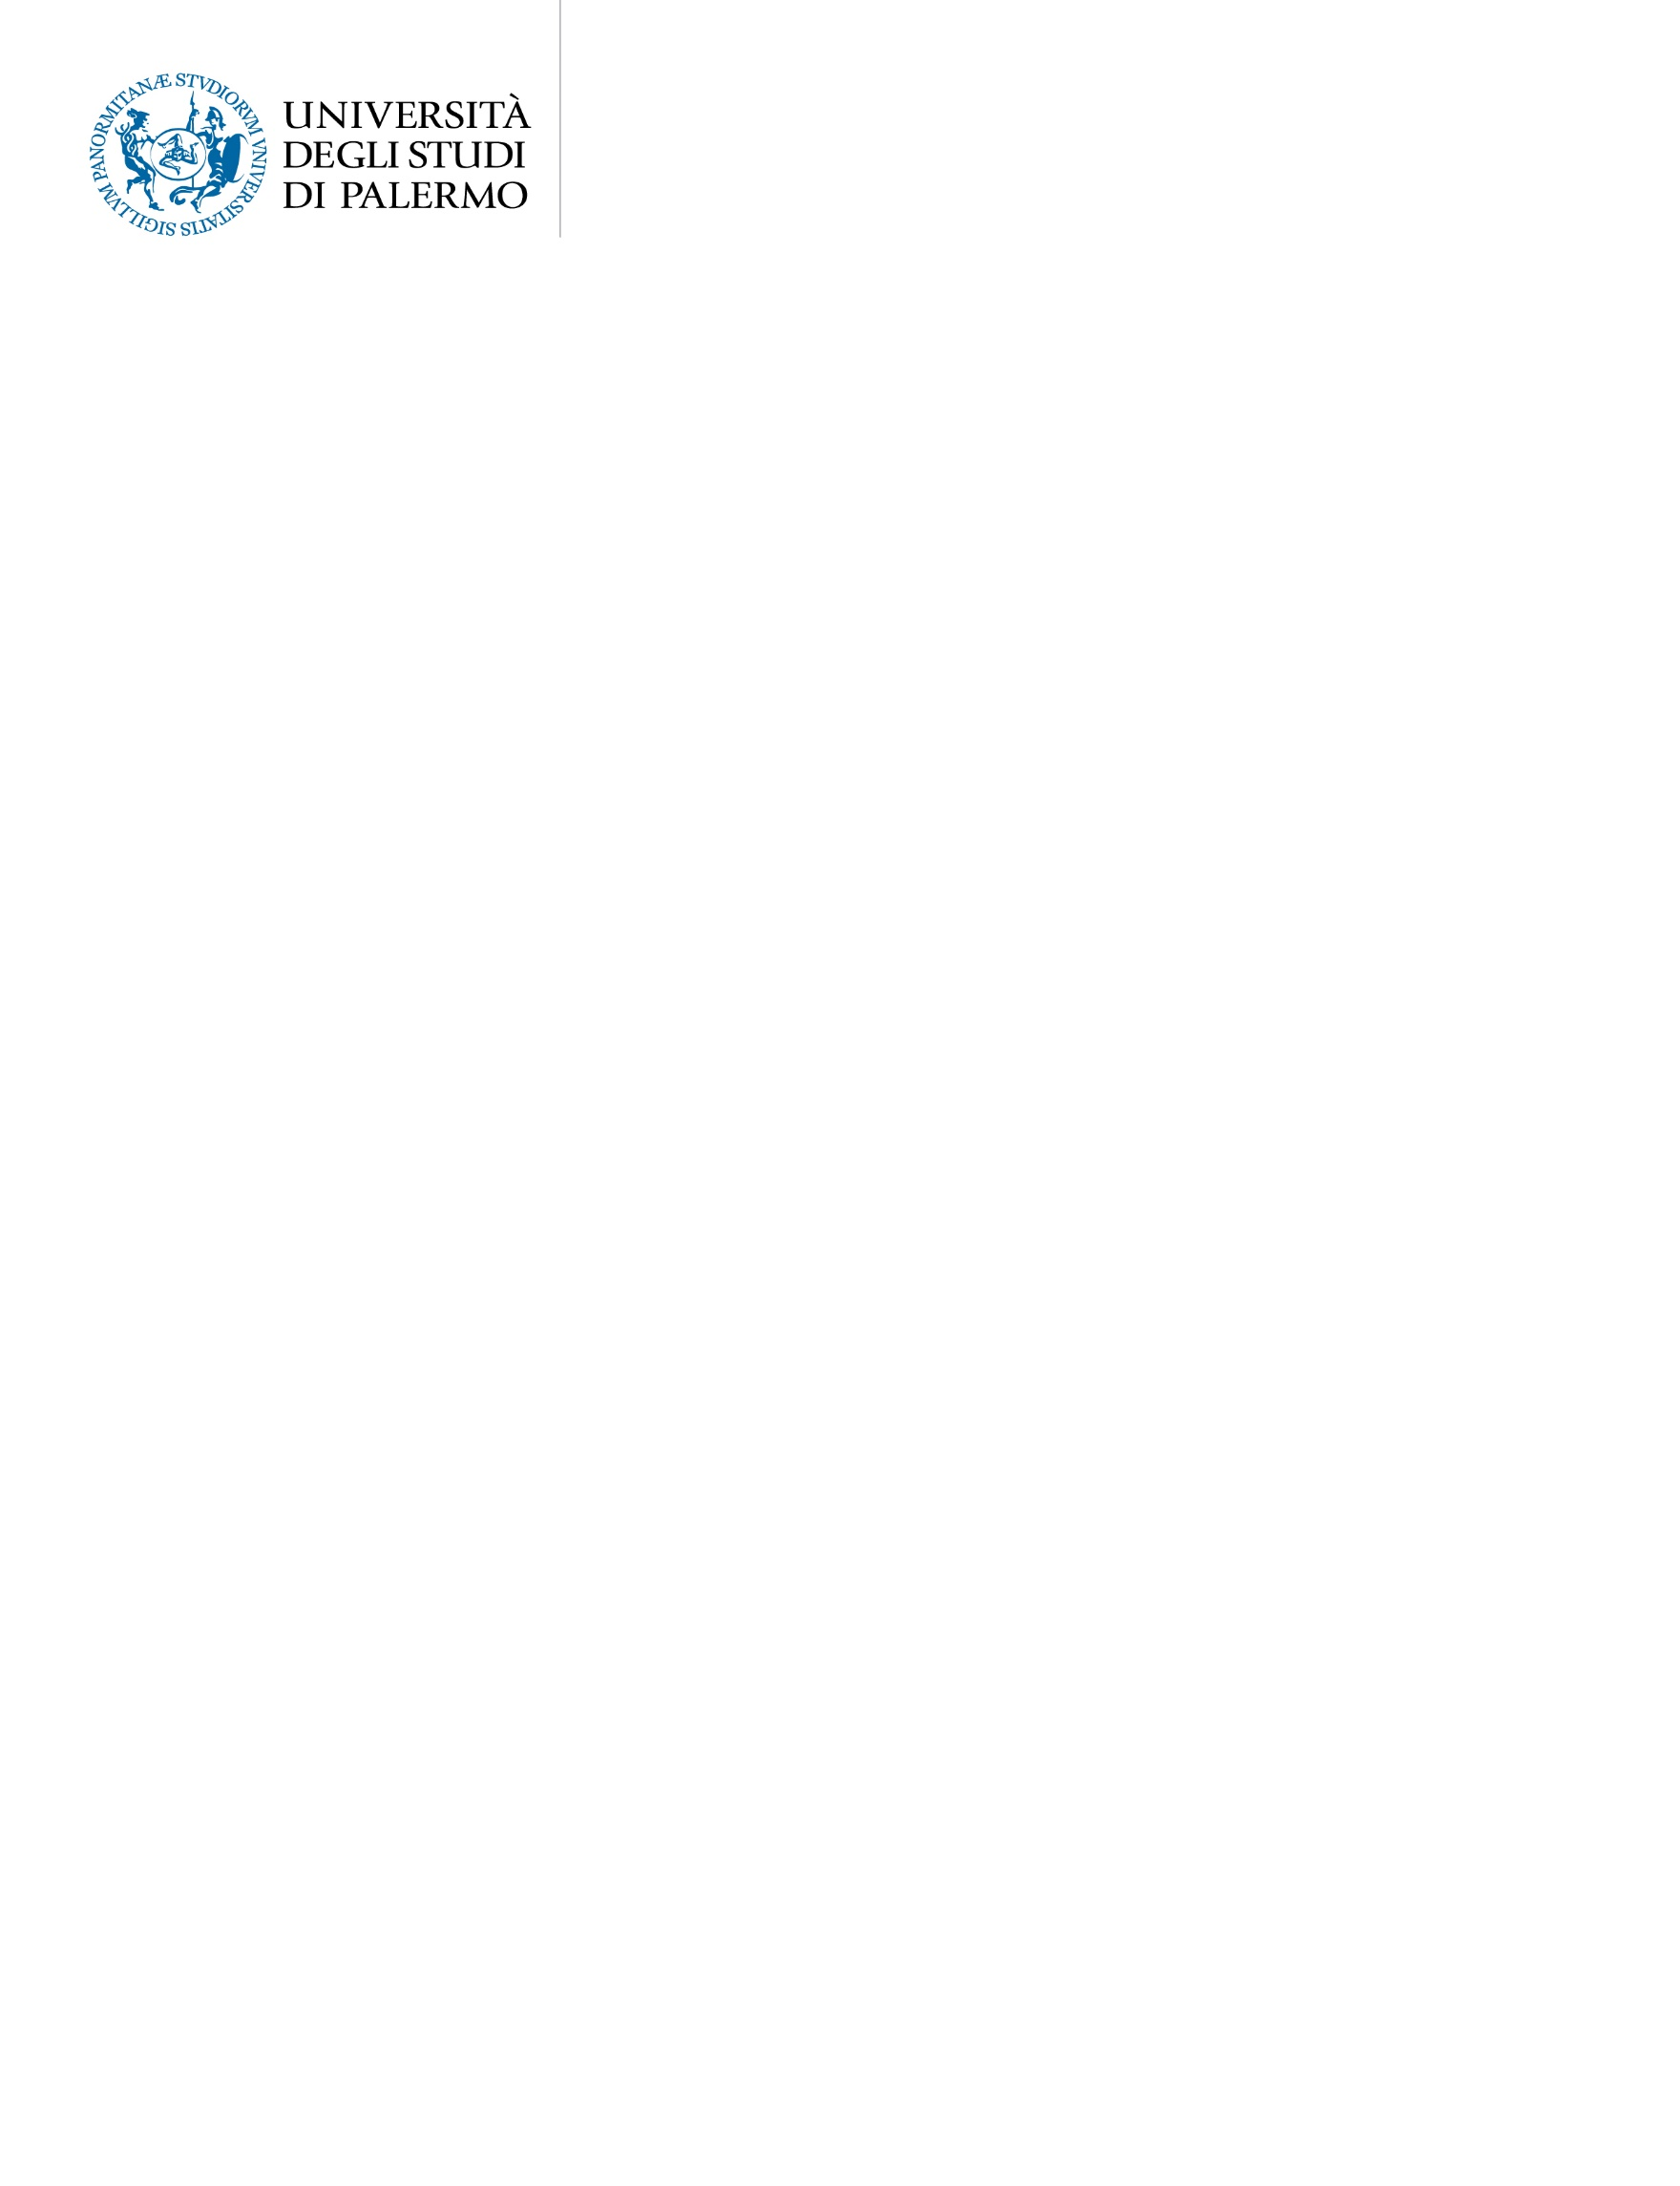 SIGILLVM PANORMITANÆ STVDIORVM VNIVERSITATIS
UNIVERSITÀ
DEGLI STUDI
DI PALERMO